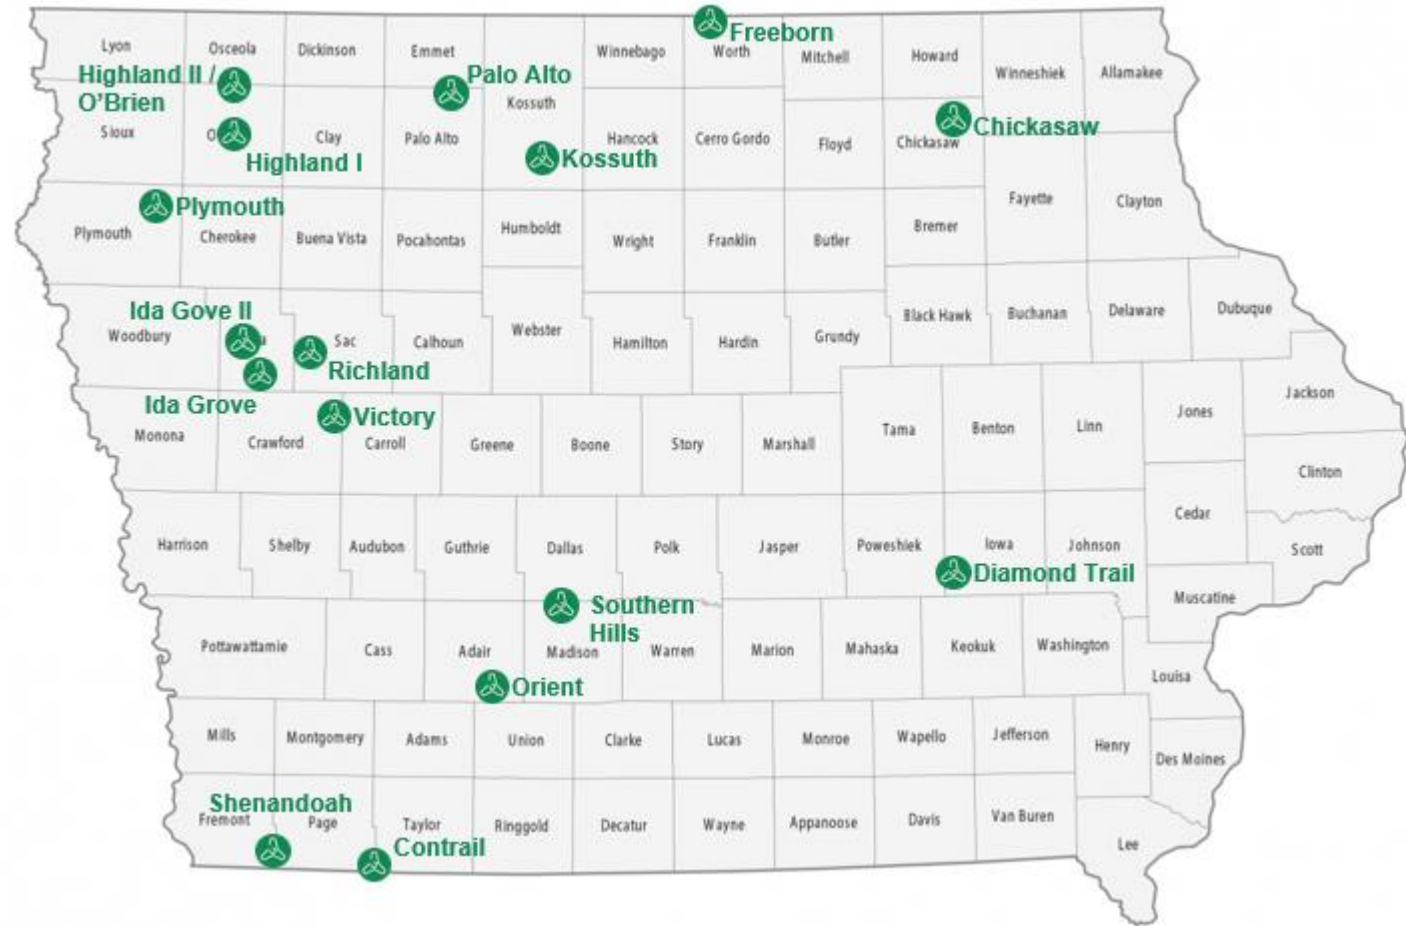 Freeborn
Lyon
Osceola
Dickinson
Emmet
Winnebago
Worth
Mitchell
Howard
Winneshiek
Allamakee
Highland II /
O'Brien
Palo Alto
Kossuth
Sioux
O
Clay
Palo Alto
Hancock
Cerro Gordo
Floyd
Chickasaw
Chickasaw
Highland I
Kossuth
Plymouth
Plymouth
Cherokee
Buena Vista
Pocahontas
Humboldt
Wright
Franklin
Butler
Bremer
Fayette
Clayton
Ida Gove II
Woodbury
a
Sac
Calhoun
Webster
Hamilton
Hardin
Grundy
Black Hawk
Buchanan
Delaware
Dubuque
Richland
Ida Grove
Victory
Monona
Crawford
Carroll
Greene
Boone
Story
Marshall
Tama
Benton
Linn
Jones
Jackson
Clinton
Harrison
Shelby
Audubon
Guthrie
Dallas
Polk
Jasper
Poweshiek
Iowa
Johnson
Cedar
Scott
Diamond Trail
Muscatine
Southern
Hills
Pottawattamie
Cass
Adair
Madison
Warren
Marion
Mahaska
Keokuk
Washington
Louisa
Orient
Mills
Montgomery
Adams
Union
Clarke
Lucas
Monroe
Wapello
Jefferson
Henry
Des Moines
Shenandoah
Fremont
Page
Taylor
Ringgold
Decatur
Wayne
Appanoose
Davis
Van Buren
Lee
Contrail